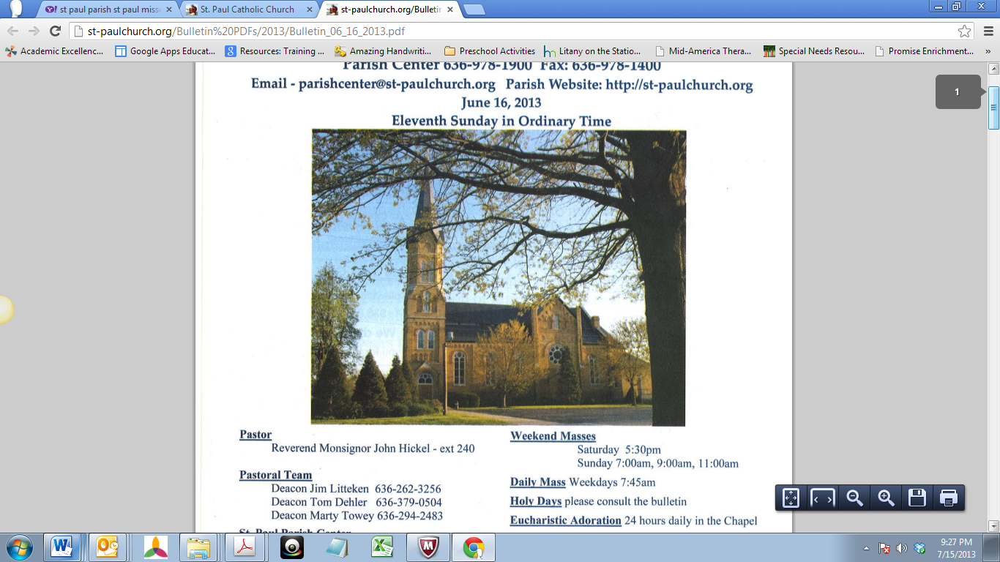 st paul parish st paul miss
St. Paul Catholic Church
st-paulchurch.org/Bulletin
st-paulchurch.org/Bulletin%20PDFs/2013/Bulletin_06_16_2013.pdf
Academic Excellenc...
Google Apps Educat...
Resources: Training ...
Amazing Handwriti...
Preschool Activities
Litany on the Statio...
Mid-America Thera...
Special Needs Resou...
Promise Enrichment...
»
Parish Center 636-978-1900 Fax: 636-978-1400
1
Email - parishcenter@st-paulchurch.org Parish Website: http://st-paulchurch.org
June 16, 2013
Eleventh Sunday in Ordinary Time
Pastor
Reverend Monsignor John Hickel - ext 240
Pastoral Team
Deacon Jim Litteken 636-262-3256
Deacon Tom Dehler 636-379-0504
Deacon Marty Towey 636-294-2483
St. Paul Parish Center
Weekend Masses
Saturday 5:30pm
Sunday 7:00am, 9:00am, 11:00am
Daily Mass Weekdays 7:45am
Holy Days please consult the bulletin
Eucharistic Adoration 24 hours daily in the Chapel
9:27 PM
7/15/2013